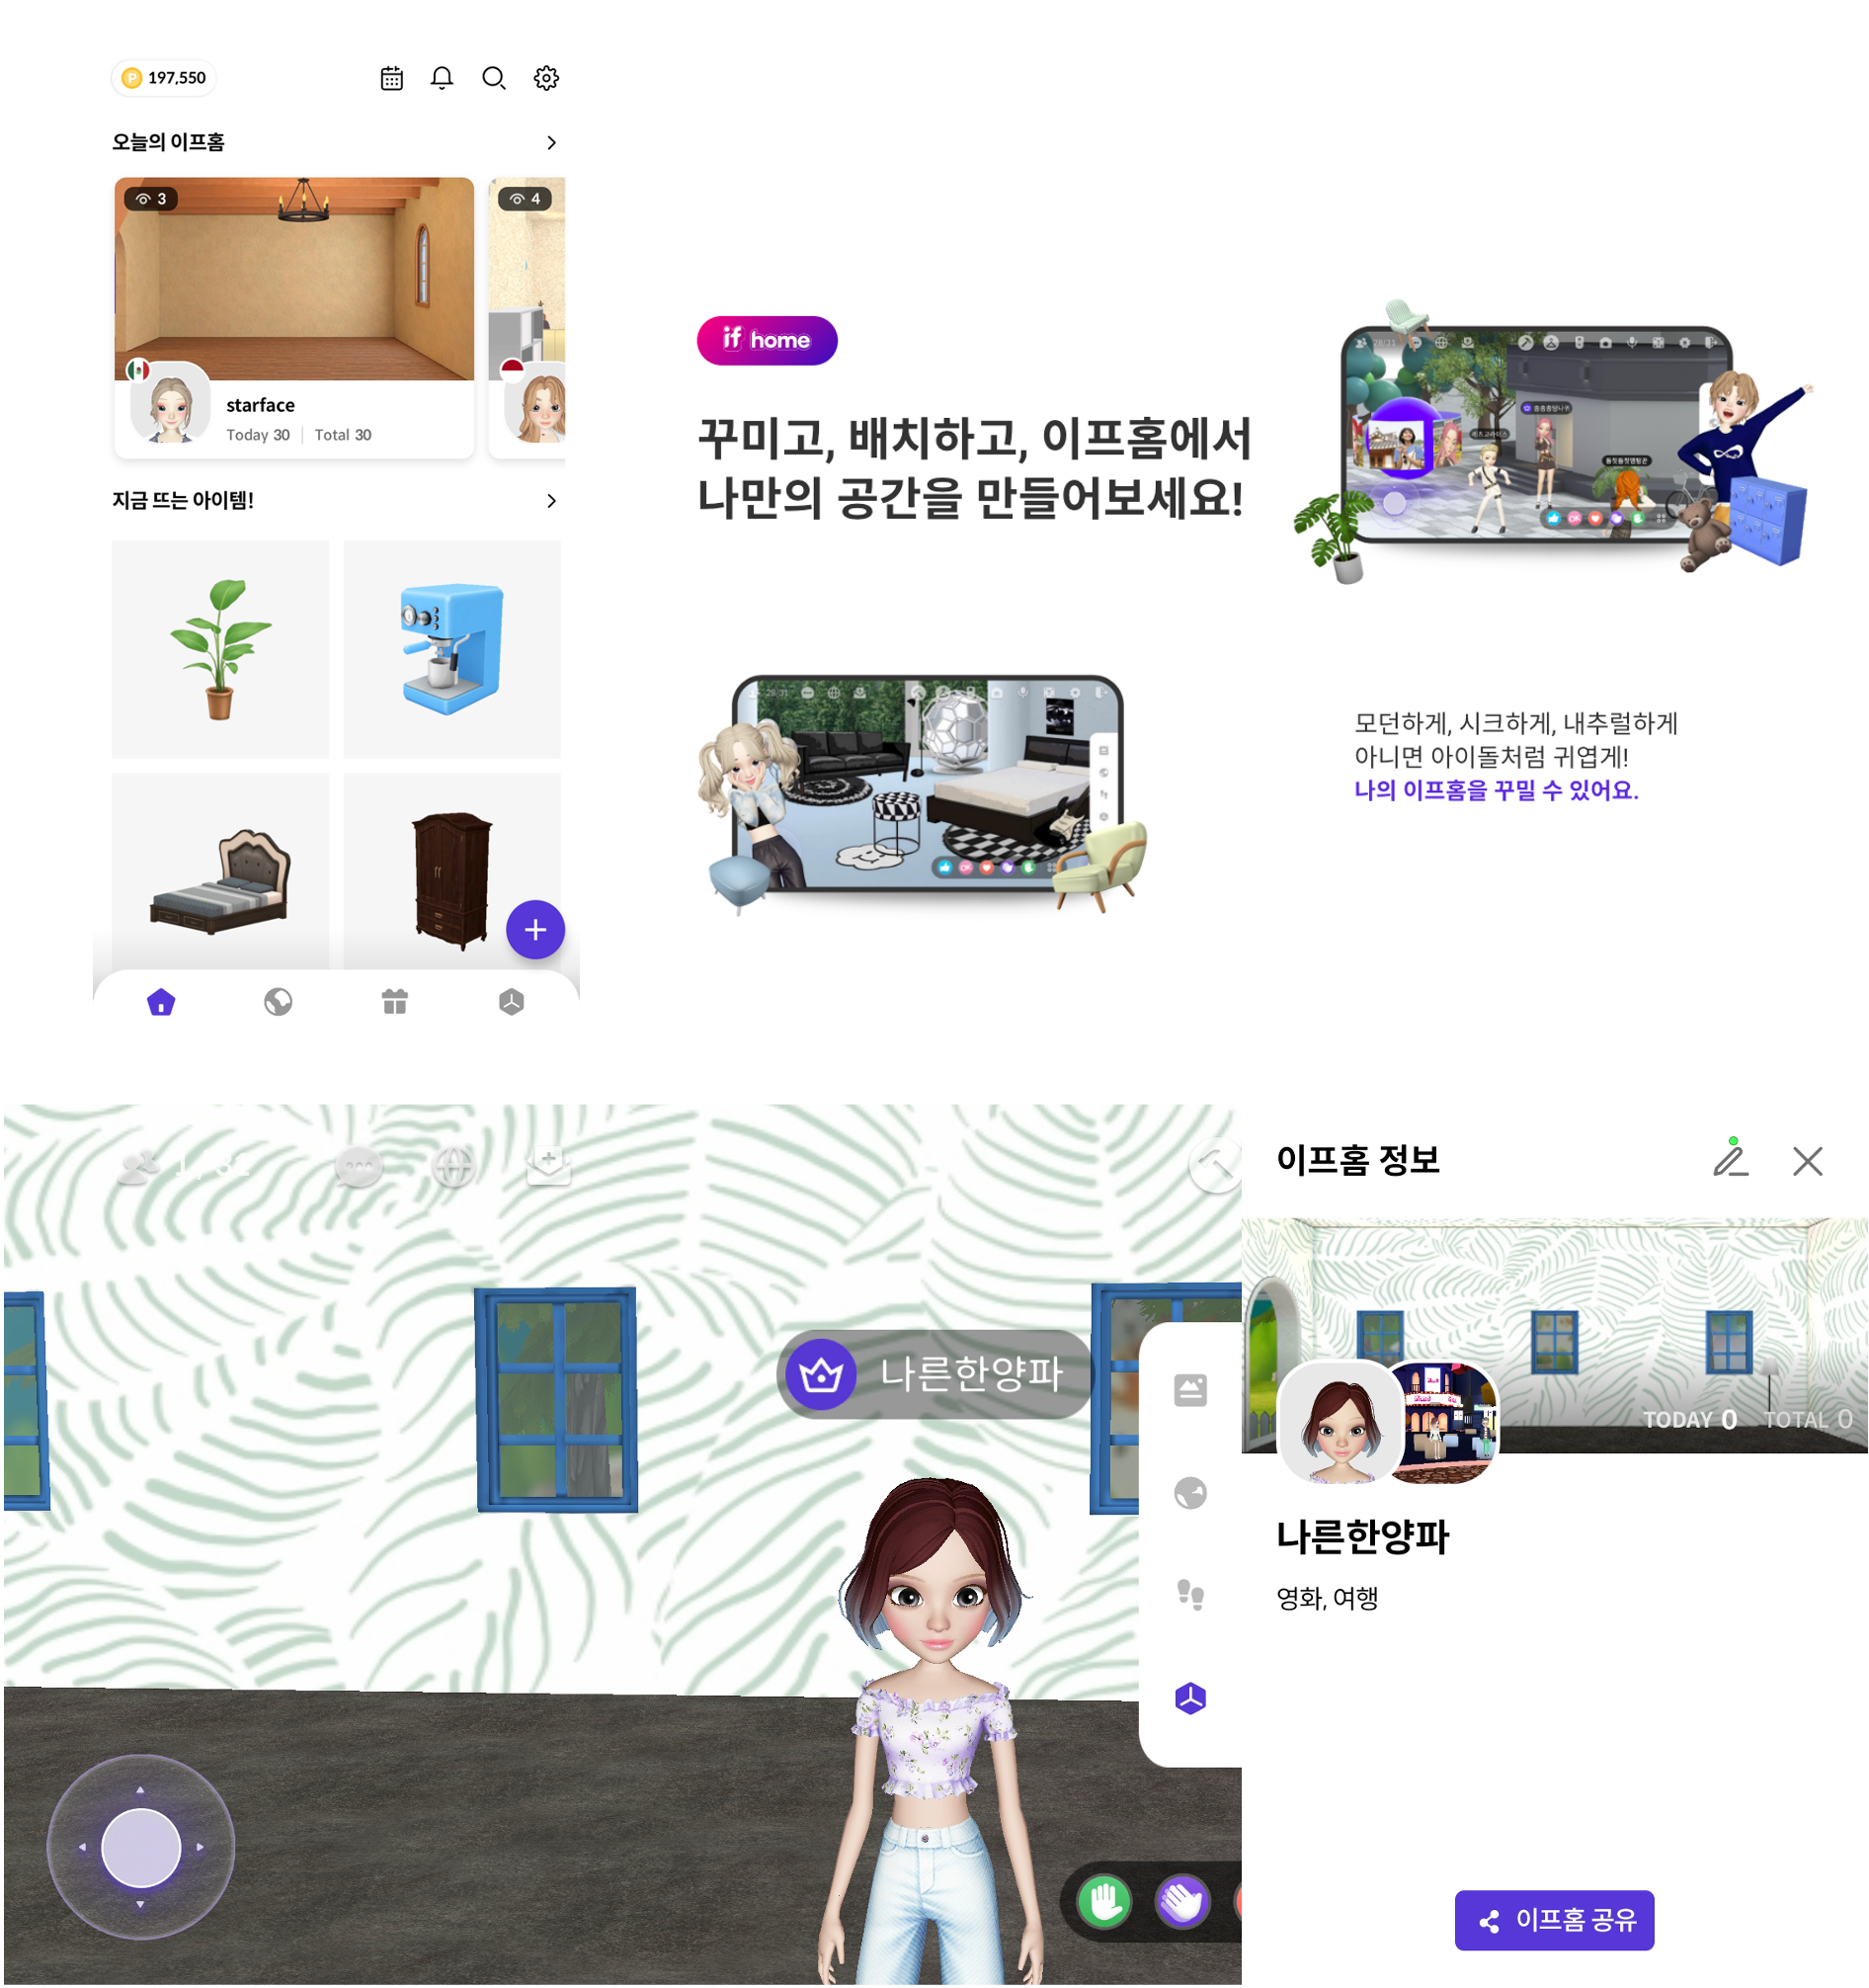 197,550
오늘의 이프홈
3
4
starface
Today 30
Total 30
지금 뜨는 아이템!
if home
꾸미고, 배치하고, 이프홈에서
나만의 공간을 만들어보세요!
28/31
28/31
모던하게, 시크하게, 내추럴하게
아니면 아이돌처럼 귀엽게!
나의 이프홈을 꾸밀 수 있어요.
나른한양파
이프홈 정보
TODAY 0
TOTAL 0
나른한양파
영화, 여행
이프홈 공유